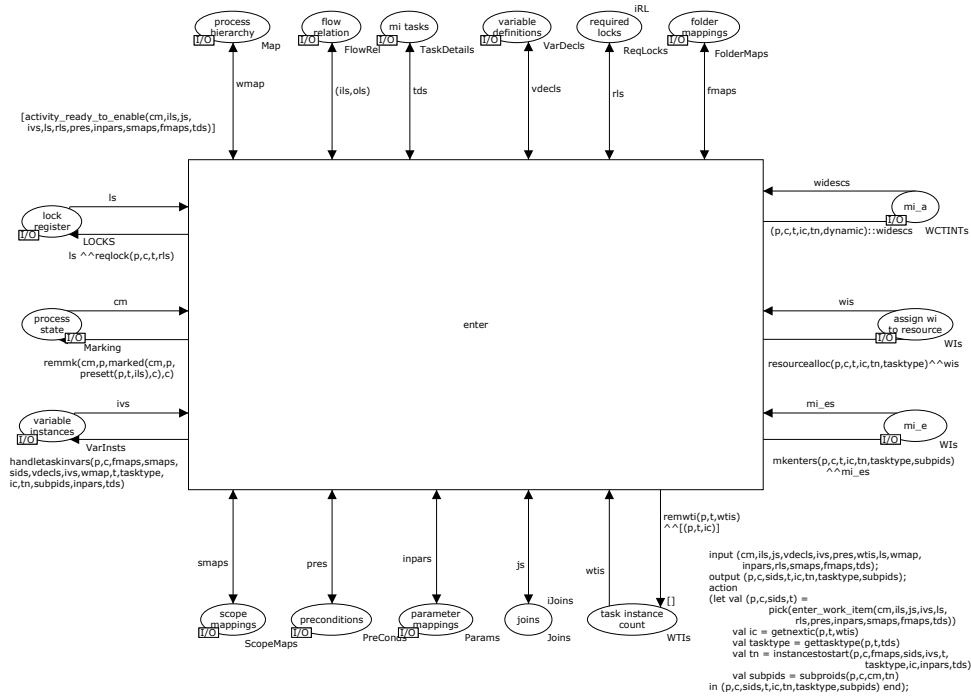 process
hierarchy
I/O
Map
flow
relation
I/O
FlowRel
mi tasks
I/O
TaskDetails
variable
definitions
I/O
VarDecls
iRL
required
locks
ReqLocks
folder
mappings
I/O
FolderMaps
wmap
(ils,ols)
tds
vdecls
rls
fmaps
[activity_ready_to_enable(cm,ils,js,
ivs,ls,rls,pres,inpars,smaps,fmaps,tds)]
ls
lock
register
I/O
LOCKS
ls ^^reqlock(p,c,t,rls)
cm
process
state
I/O
Marking
remmk(cm,p,marked(cm,p,
presett(p,t,ils),c),c)
ivs
variable
instances
I/O
VarInsts
handletaskinvars(p,c,fmaps,smaps,
sids,vdecls,ivs,wmap,t,tasktype,
ic,tn,subpids,inpars,tds)
enter
widescs
mi_a
I/O
(p,c,t,ic,tn,dynamic)::widescs
WCTINTs
wis
assign wi
to resource
I/O
WIs
resourcealloc(p,c,t,ic,tn,tasktype)^^wis
mi_es
mi_e
I/O
WIs
mkenters(p,c,t,ic,tn,tasktype,subpids)
^^mi_es
smaps
pres
inpars
js
wtis
remwti(p,t,wtis)
^^[(p,t,ic)]
scope
mappings
I/O
ScopeMaps
preconditions
I/O
PreConds
parameter
mappings
I/O
Params
iJoins
joins
Joins
[]
task instance
count
WTIs
input (cm,ils,js,vdecls,ivs,pres,wtis,ls,wmap,
inpars,rls,smaps,fmaps,tds);
output (p,c,sids,t,ic,tn,tasktype,subpids);
action
(let val (p,c,sids,t) =
pick(enter_work_item(cm,ils,js,ivs,ls,
rls,pres,inpars,smaps,fmaps,tds))
val ic = getnextic(p,t,wtis)
val tasktype = gettasktype(p,t,tds)
val tn = instancestostart(p,c,fmaps,sids,ivs,t,
tasktype,ic,inpars,tds)
val subpids = subproids(p,c,cm,tn)
in (p,c,sids,t,ic,tn,tasktype,subpids) end);